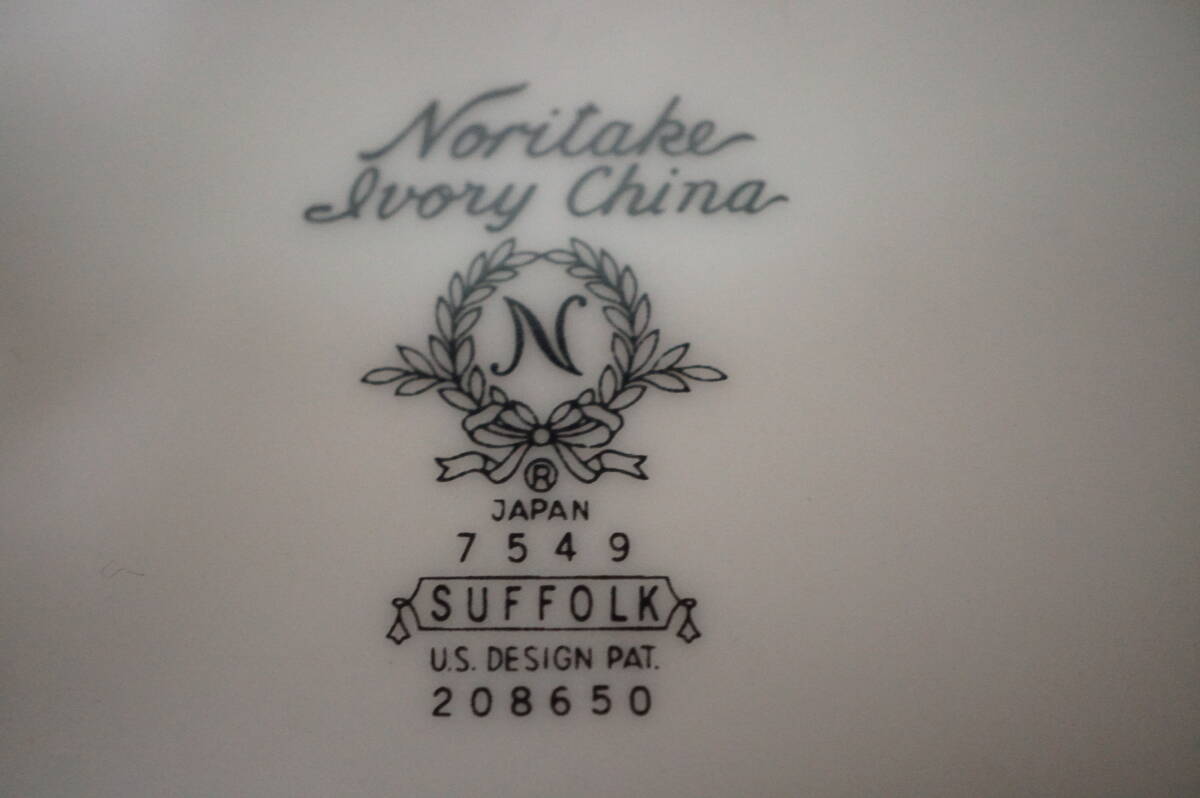 Noritake
Ivory China
N
®
JAPAN
7549
SUFFOLK
U.S. DESIGN PAT.
208650